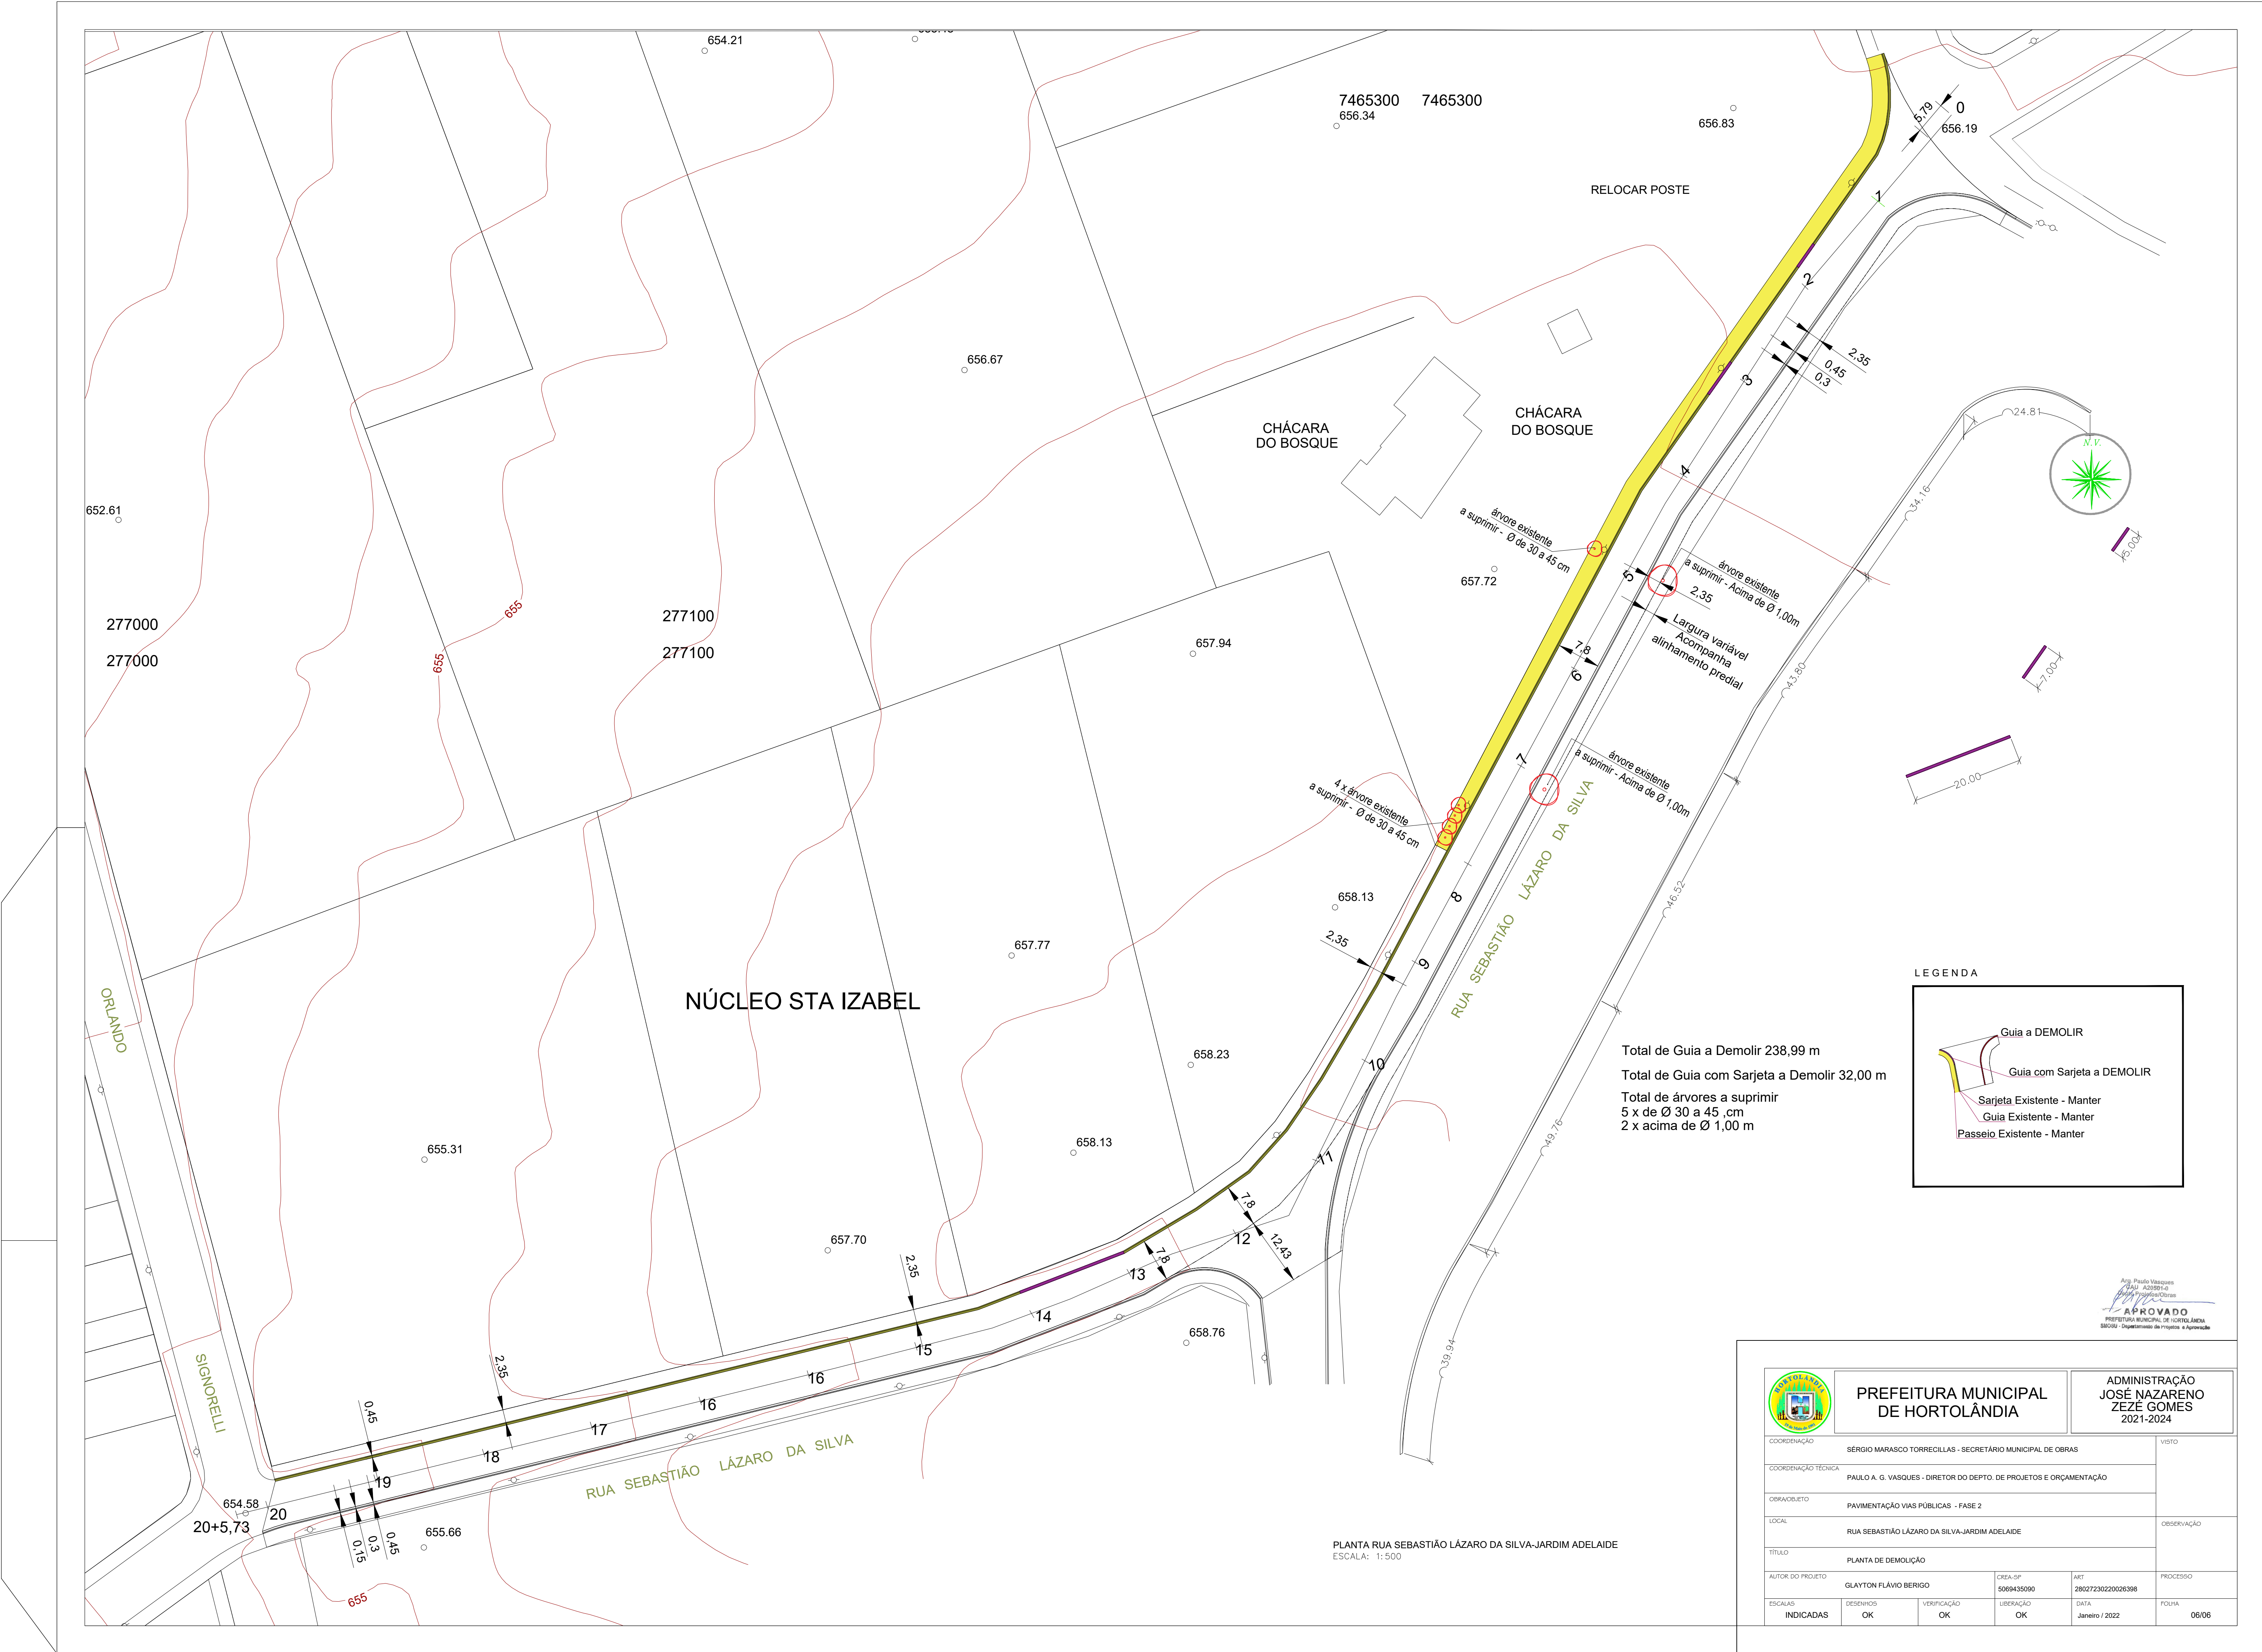 654.21
7465300 7465300
656.34
656.83
5,79
0
656.19
RELOCAR POSTE
1
2
2,35
0,45
0.3
3
656.67
CHÁCARA
DO BOSQUE
CHÁCARA
DO BOSQUE
24.81
N.V.
4
34.16
652.61
árvore existente
a suprimir - Ø de 30 a 45 cm
5.00
657.72
5
árvore existente
a suprimir - Acima de Ø 1,00m
2,35
Largura variável
Acompanha
alinhamento predial
277000
277000
655
655
277100
277100
657.94
7,8
6
43.80
7.00
7
árvore existente
a suprimir - Acima de Ø 1,00m
20.00
4 x árvore existente
a suprimir - Ø de 30 a 45 cm
8
658.13
46.52
RUA SEBASTIÃO LÁZARO DA SILVA
2,35
9
657.77
NÚCLEO STA IZABEL
ORLANDO
658.23
10
LEGENDA
Guia a DEMOLIR
Guia com Sarjeta a DEMOLIR
Sarjeta Existente - Manter
Guia Existente - Manter
Passeio Existente - Manter
Total de Guia a Demolir 238,99 m
Total de Guia com Sarjeta a Demolir 32,00 m
Total de árvores a suprimir
5 x de Ø 30 a 45 ,cm
2 x acima de Ø 1,00 m
49.76
655.31
658.13
11
7,8
12
12,43
657.70
2,35
7,8
13
14
15
658.76
39.94
SIGNORELLI
2,35
16
16
17
0,45
18
19
RUA SEBASTIÃO LÁZARO DA SILVA
654.58
20
20+5,73
0,15
0,3
0,45
655.66
655
PLANTA RUA SEBASTIÃO LÁZARO DA SILVA-JARDIM ADELAIDE
ESCALA: 1:500
Arq. Paulo Vasques
APROVADO
PREFEITURA MUNICIPAL DE HORTOLÂNDIA
HORTOLÂNDIA
PREFEITURA MUNICIPAL
DE HORTOLÂNDIA
ADMINISTRAÇÃO
JOSÉ NAZARENO
ZEZÉ GOMES
2021-2024
COORDENAÇÃO
SÉRGIO MARASCO TORRECILLAS - SECRETÁRIO MUNICIPAL DE OBRAS
VISTO
COORDENAÇÃO TÉCNICA
PAULO A. G. VASQUES - DIRETOR DO DEPTO. DE PROJETOS E ORÇAMENTAÇÃO
OBRA/OBJETO
PAVIMENTAÇÃO VIAS PÚBLICAS - FASE 2
LOCAL
RUA SEBASTIÃO LÁZARO DA SILVA-JARDIM ADELAIDE
OBSERVAÇÃO
TÍTULO
PLANTA DE DEMOLIÇÃO
AUTOR DO PROJETO
GLAYTON FLÁVIO BERIGO
CREA-SP
5069435090
ART
28027230220026398
PROCESSO
ESCALAS
INDICADAS
DESENHOS
OK
VERIFICAÇÃO
OK
LIBERAÇÃO
OK
DATA
Janeiro / 2022
FOLHA
06/06